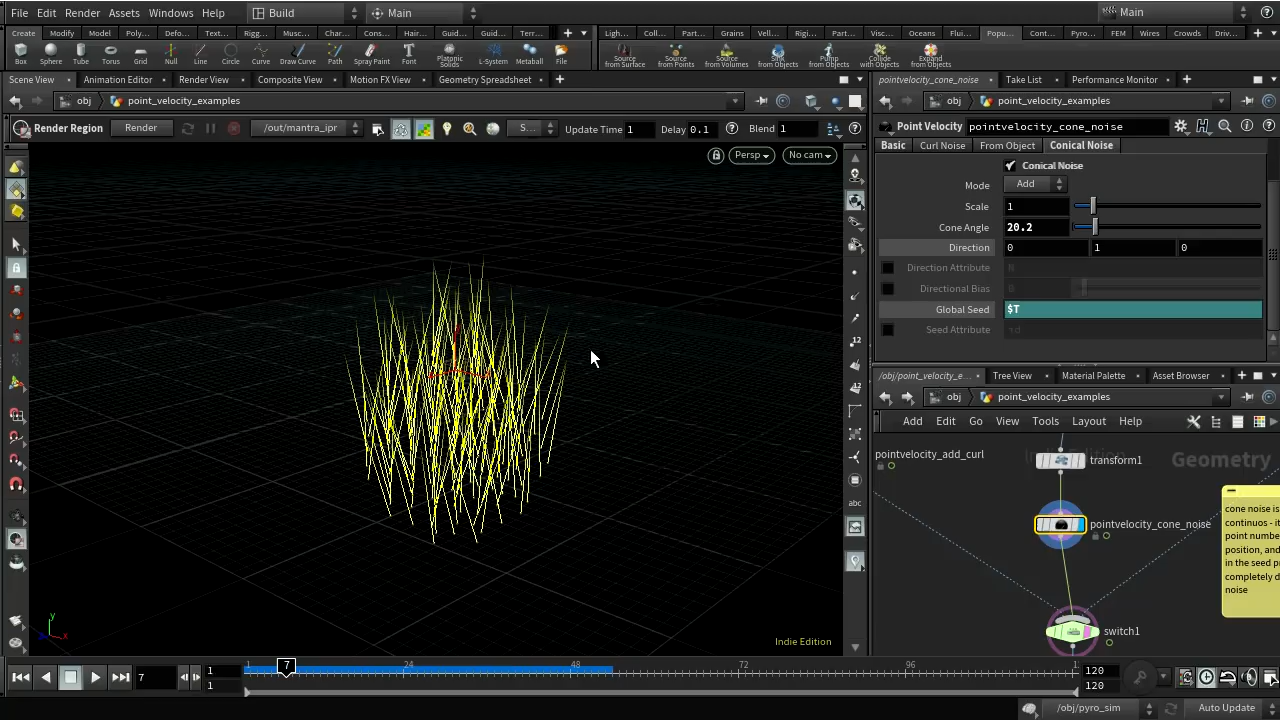 File Edit Render Assets Windows Help Build Main Main
Create Modify Model Poly... Defo... Text... Rigg... Musc... Char... Cons... Hair... Guid... Guid... Terr... Ligh... Coll... Part... Grains Vell... Rigi... Part... Visc... Oceans Flui... Popu... Cont... Pyro... FEM Wires Crowds Driv...
Box Sphere Tube Torus Grid Null Line Circle Curve Draw Curve Path Spray Paint Font Platonic Solids L-System Metaball File Source from Surface Source from Points Source from Volumes Sink from Objects Pump from Objects Collide with Objects Expand from Objects
Scene View Animation Editor Render View Composite View Motion FX View Geometry Spreadsheet pointvelocity_cone_noise Take List Performance Monitor
obj point_velocity_examples obj point_velocity_examples
Render Region Render /out/mantra_ipr S... Update Time 1 Delay 0.1 Blend 1 Point Velocity pointvelocity_cone_noise
Basic Curl Noise From Object Conical Noise
Persp No cam
Conical Noise
Mode Add
Scale 1
Cone Angle 20.2
Direction 0 1 0
Direction Attribute N
Directional Bias
Global Seed $T
Seed Attribute
12
12
abc
/obj/point_velocity_e... Tree View Material Palette Asset Browser
obj point_velocity_examples
Add Edit Go View Tools Layout Help
pointvelocity_add_curl
Geometry
transform1
pointvelocity_cone_noise
cone noise is
continuos - it
point numbe
position, and
in the seed p
completely d
noise
switch1
y
x
Indie Edition
7 1 1 1 7 24 48 72 96 1 120
1 120
/obj/pyro_sim Auto Update